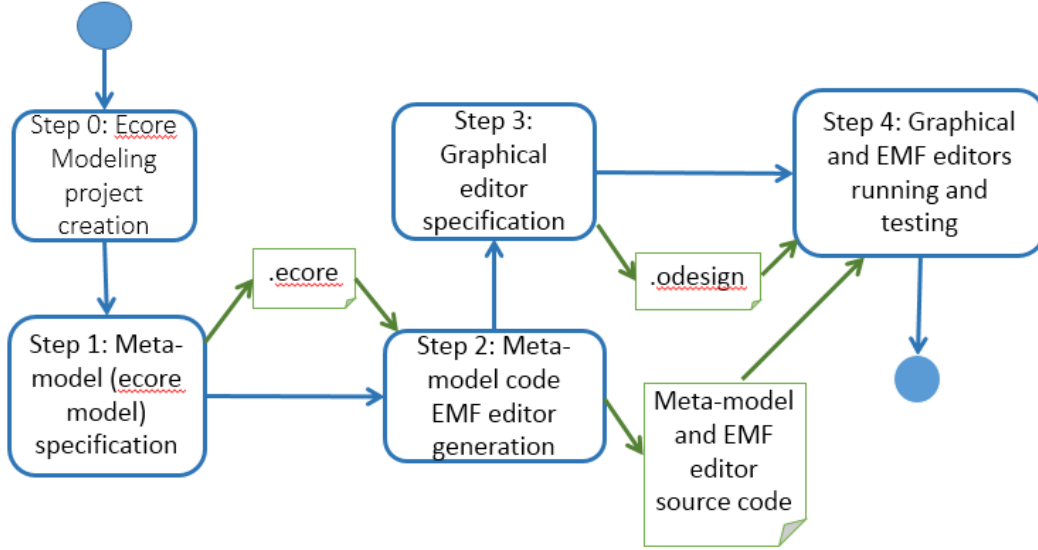 Step 0: Ecore
Modeling
project
creation
Step 1: Meta-
model (ecore
model)
specification
.ecore
Step 2: Meta-
model code
EMF editor
generation
Step 3:
Graphical
editor
specification
.odesign
Meta-model
and EMF
editor
source code
Step 4: Graphical
and EMF editors
running and
testing